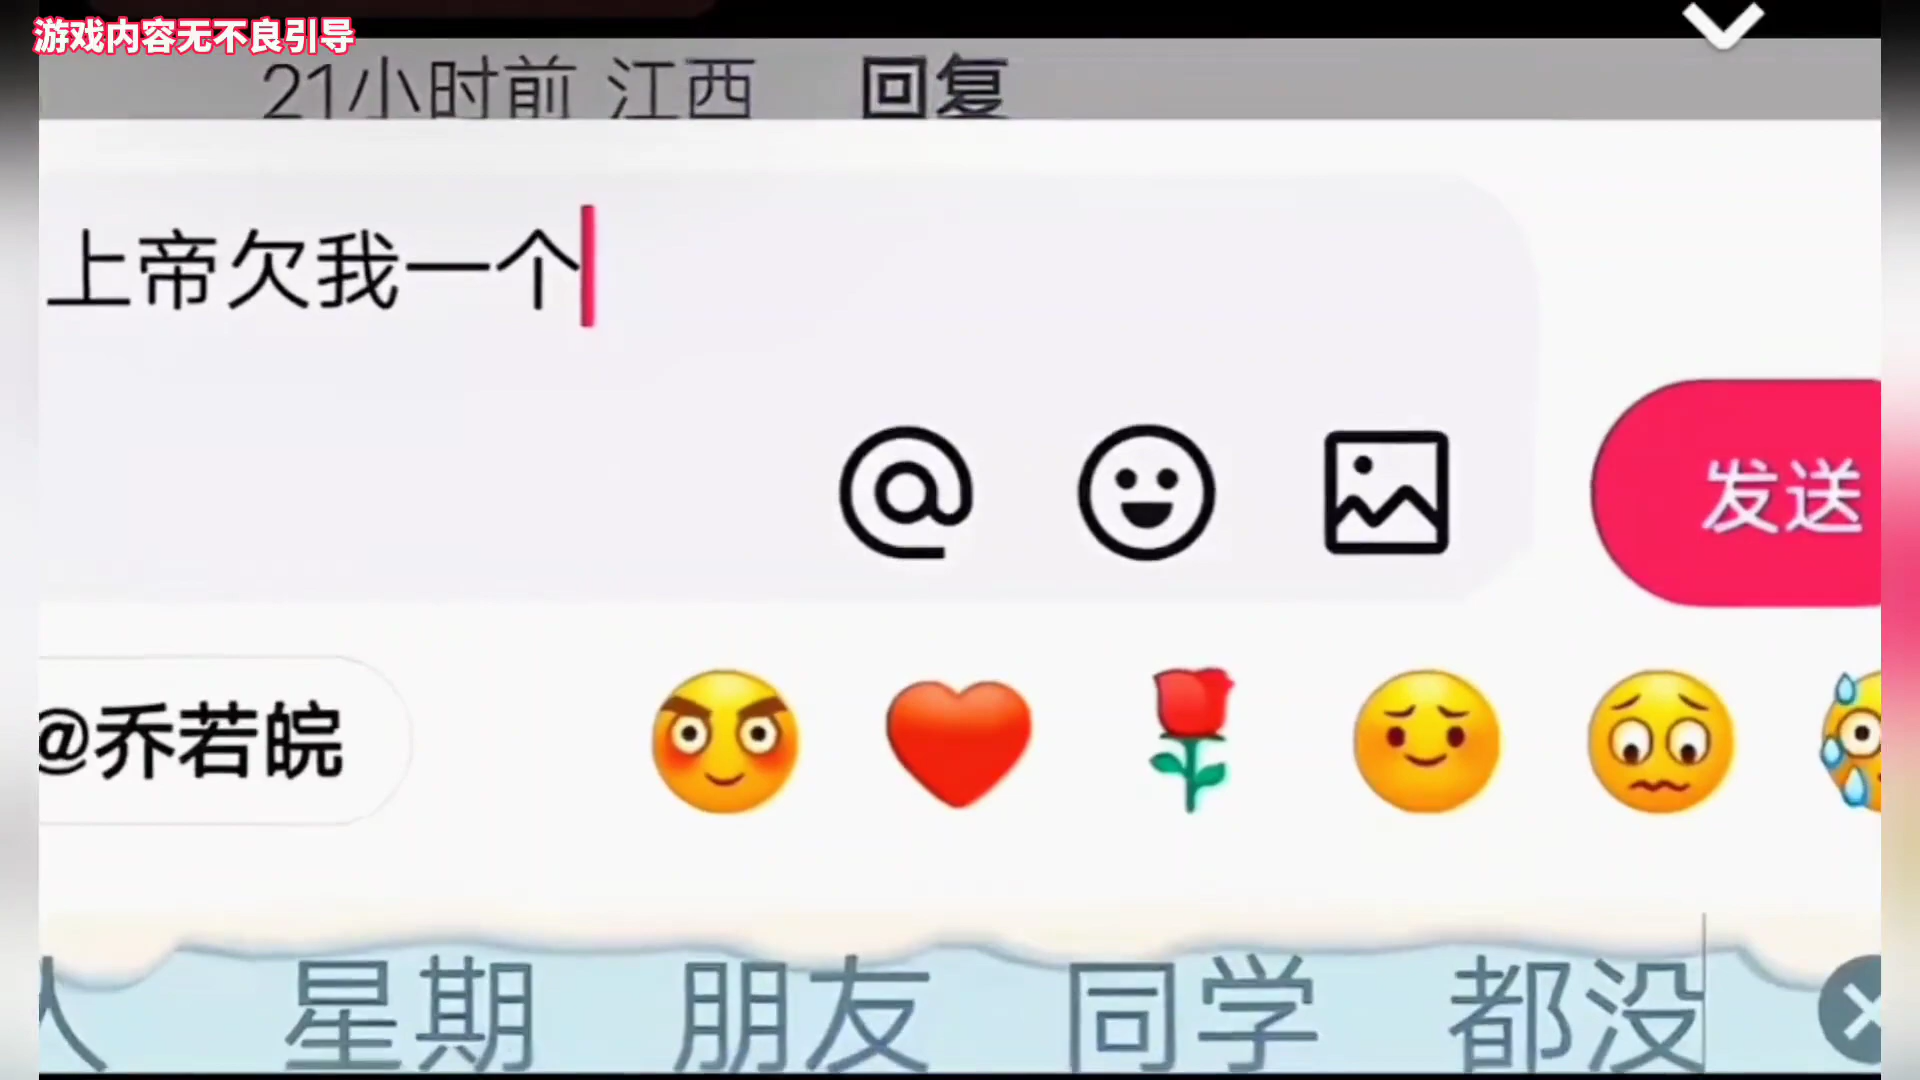 游戏内容无不良引导
21小时前 江西 回复
上帝欠我一个
发送
@乔若皖
人 星期 朋友 同学 都没